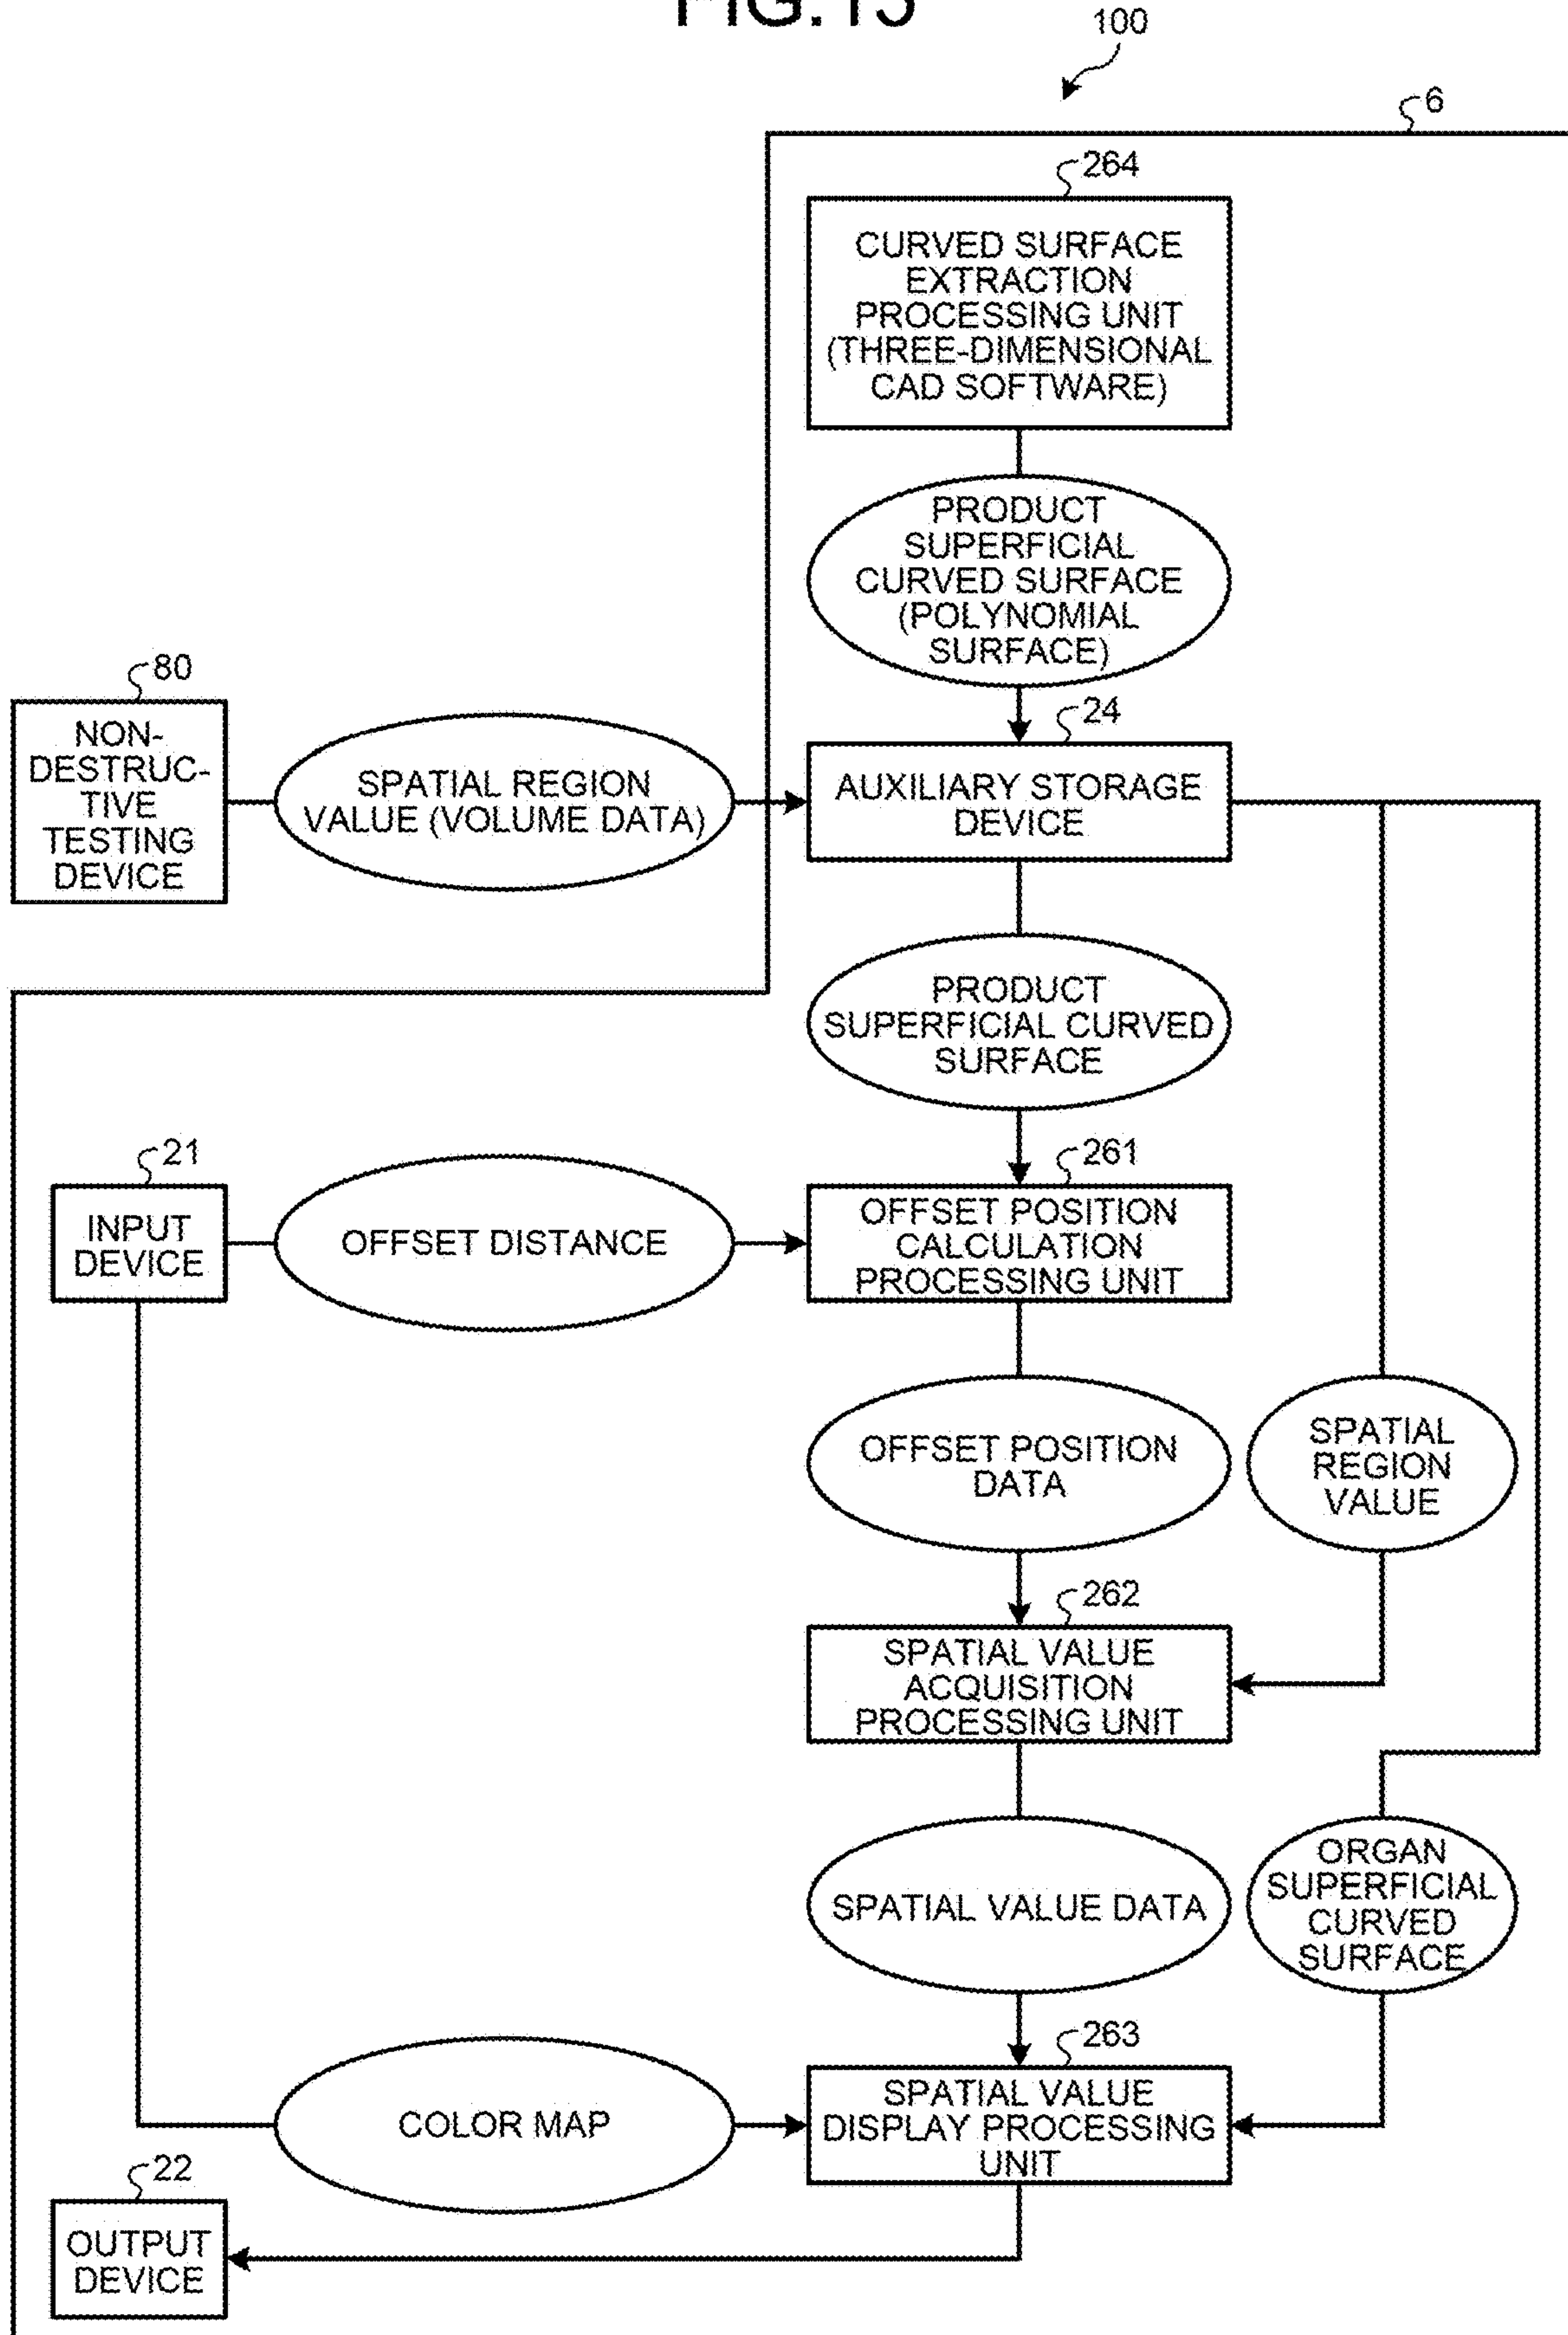 FIG.15
100
6
264
CURVED SURFACE
EXTRACTION
PROCESSING UNIT
(THREE-DIMENSIONAL
CAD SOFTWARE)
PRODUCT
SUPERFICIAL
CURVED SURFACE
(POLYNOMIAL
SURFACE)
80
NON-
DESTRUC-
TIVE
TESTING
DEVICE
SPATIAL REGION
VALUE (VOLUME DATA)
24
AUXILIARY STORAGE
DEVICE
PRODUCT
SUPERFICIAL CURVED
SURFACE
21
INPUT
DEVICE
OFFSET DISTANCE
261
OFFSET POSITION
CALCULATION
PROCESSING UNIT
OFFSET POSITION
DATA
SPATIAL
REGION
VALUE
262
SPATIAL VALUE
ACQUISITION
PROCESSING UNIT
SPATIAL VALUE DATA
ORGAN
SUPERFICIAL
CURVED
SURFACE
263
SPATIAL VALUE
DISPLAY PROCESSING
UNIT
COLOR MAP
22
OUTPUT
DEVICE